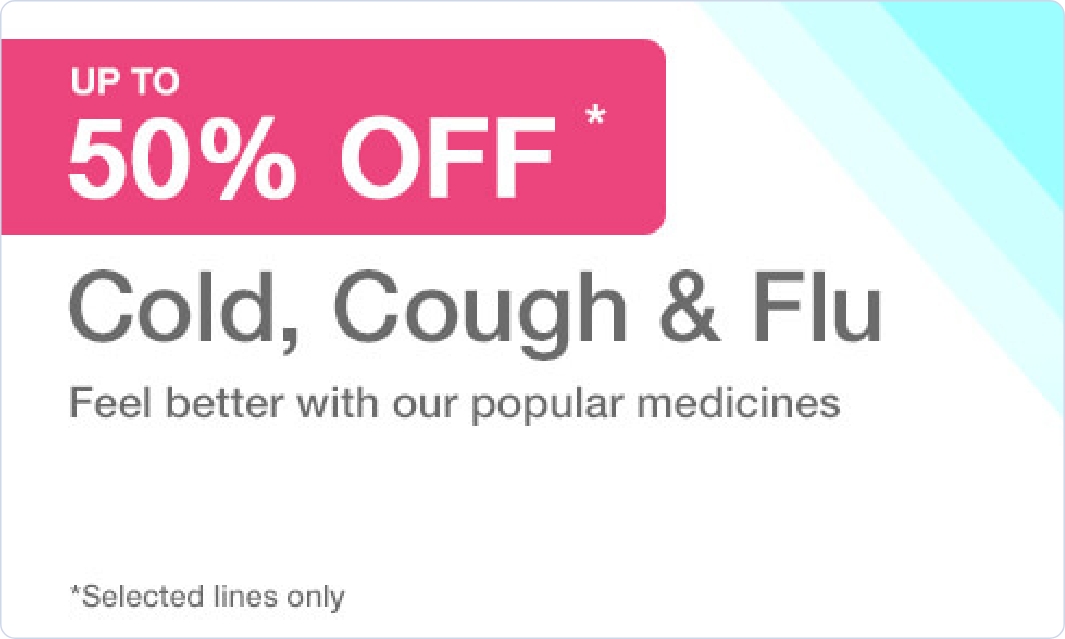 UP TO
50% OFF *
Cold, Cough & Flu
Feel better with our popular medicines
*Selected lines only